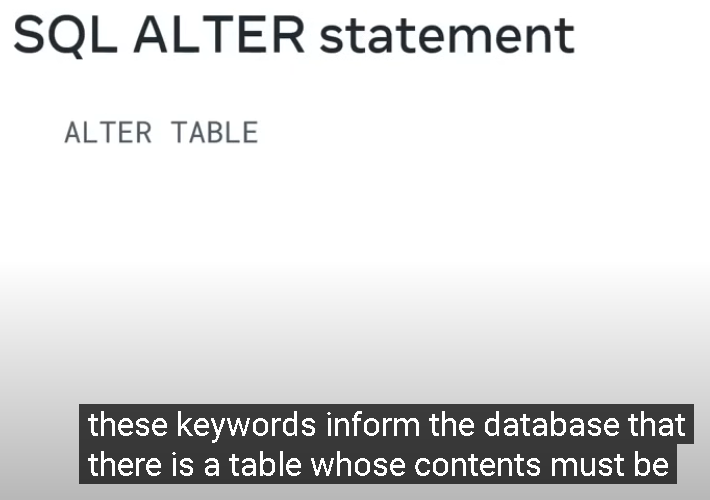 SQL ALTER statement
ALTER TABLE
these keywords inform the database that
there is a table whose contents must be